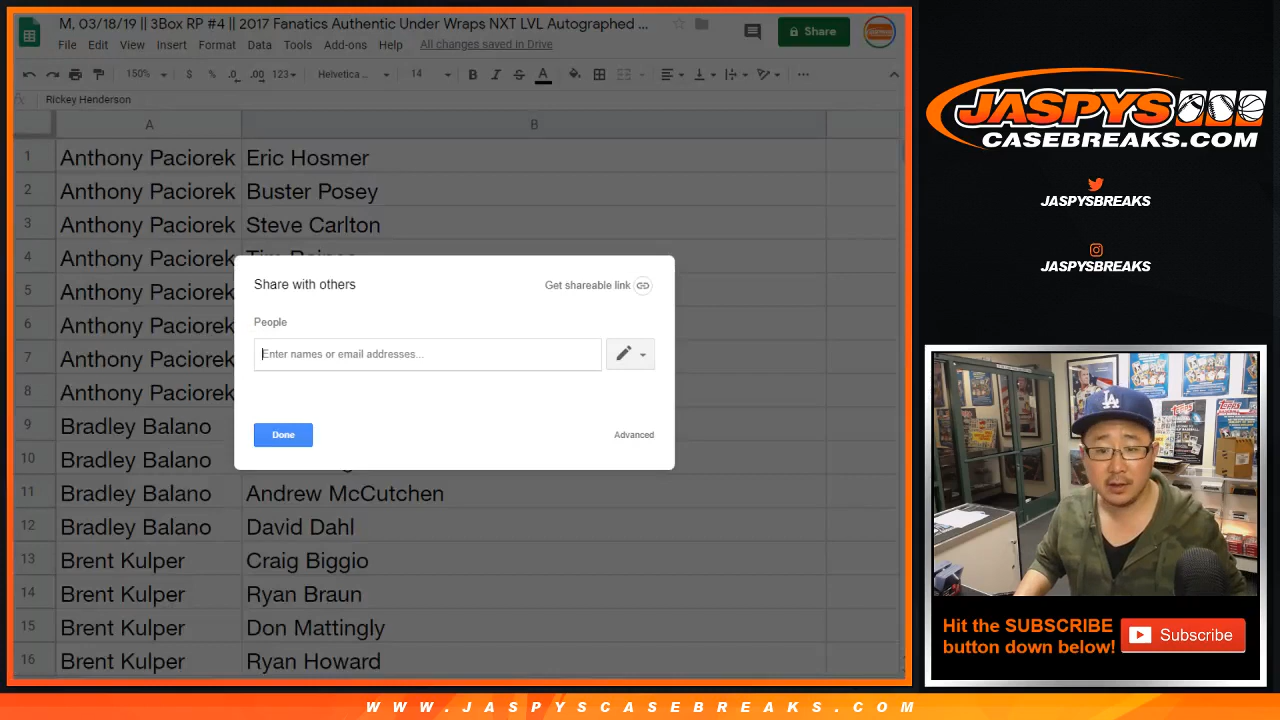 M, 03/18/19 || 3Box RP #4 || 2017 Fanatics Authentic Under Wraps NXT LVL Autographed ...
Share
File Edit View Insert Format Data Tools Add-ons Help All changes saved in Drive
150% $ % .0 .00 123 Helvetica ... 14 B I S A
fx Rickey Henderson
A B
1 Anthony Paciorek Eric Hosmer
2 Anthony Paciorek Buster Posey
3 Anthony Paciorek Steve Carlton
4 Anthony Paciorek Tim Raines
5 Anthony Paciorek
6 Anthony Paciorek
7 Anthony Paciorek
8 Anthony Paciorek
9 Bradley Balano
10 Bradley Balano
11 Bradley Balano Andrew McCutchen
12 Bradley Balano David Dahl
13 Brent Kulper Craig Biggio
14 Brent Kulper Ryan Braun
15 Brent Kulper Don Mattingly
16 Brent Kulper Ryan Howard
Share with others
Get shareable link
People
Enter names or email addresses...
Done
Advanced
JASPYS
CASEBREAKS.COM
JASPYSBREAKS
JASPYSBREAKS
LA
Hit the SUBSCRIBE
button down below!
Subscribe
WWW.JASPYSCASEBREAKS.COM